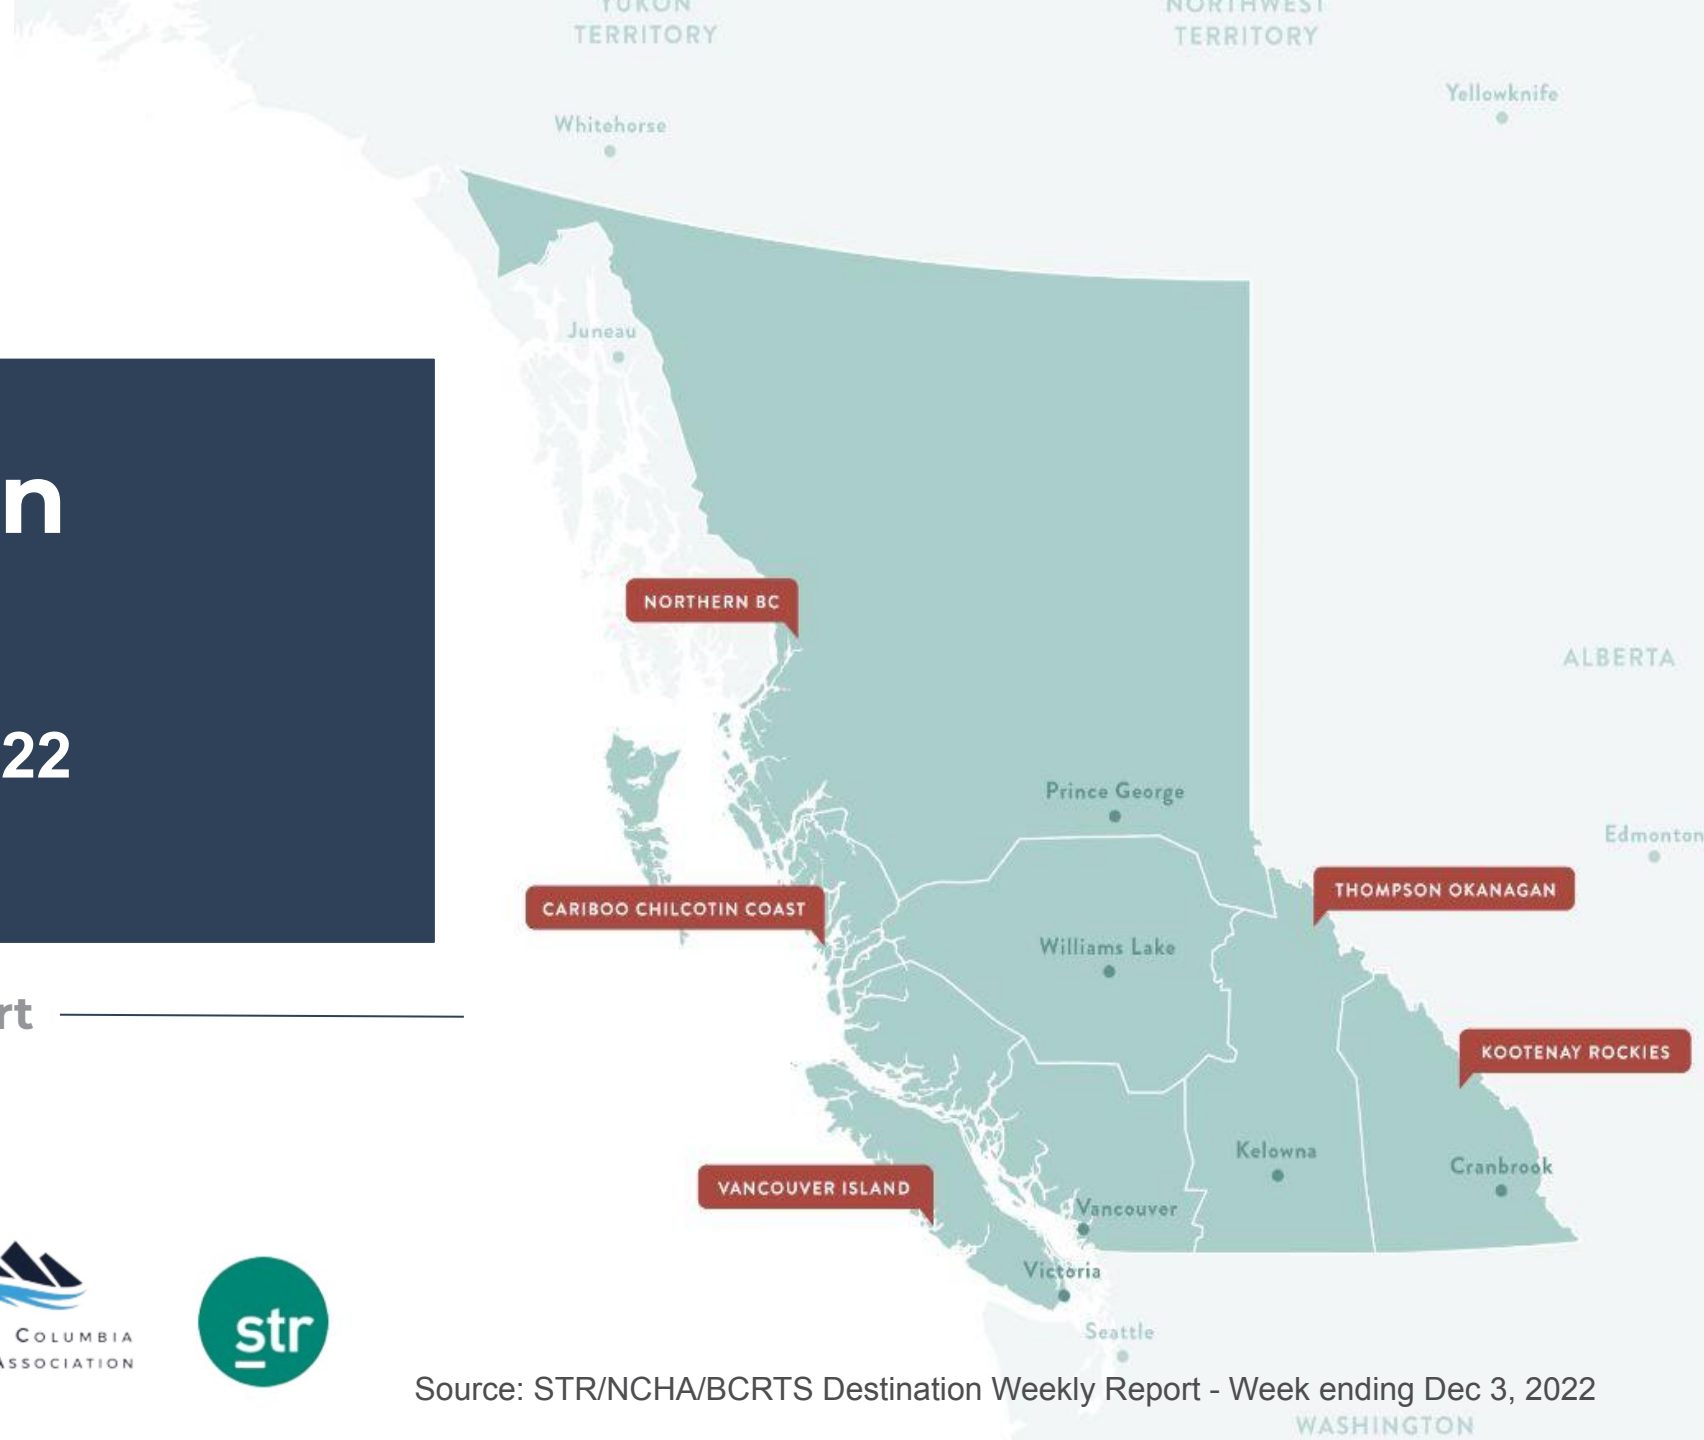 YUKON
TERRITORY
NORTHWEST
TERRITORY
Yellowknife
Whitehorse
Juneau
n
NORTHERN BC
ALBERTA
22
Prince George
Edmonton
THOMPSON OKANAGAN
CARIBOO CHILCOTIN COAST
Williams Lake
rt
KOOTENAY ROCKIES
Kelowna
Cranbrook
VANCOUVER ISLAND
Vancouver
Victoria
COLUMBIA
ASSOCIATION
str
Seattle
Source: STR/NCHA/BCRTS Destination Weekly Report - Week ending Dec 3, 2022
WASHINGTON